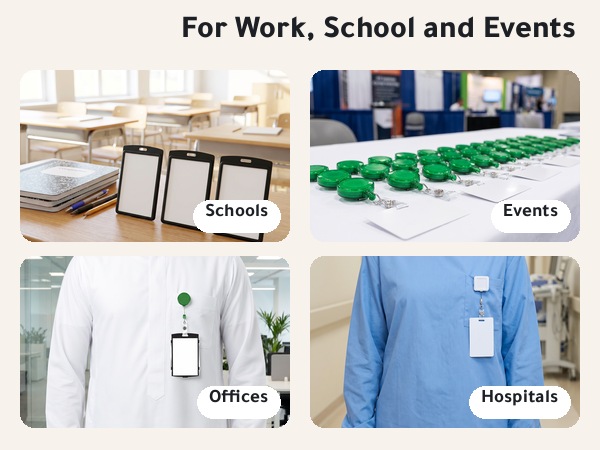 For Work, School and Events
Schools
Events
Offices
Hospitals